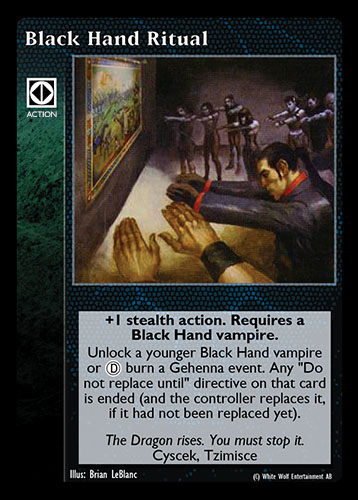 Black Hand Ritual
ACTION
+1 stealth action. Requires a
Black Hand vampire.
Unlock a younger Black Hand vampire
or Ⓓ burn a Gehenna event. Any "Do
not replace until" directive on that card
is ended (and the controller replaces it,
if it had not been replaced yet).
The Dragon rises. You must stop it.
Cyscek, Tzimisce
Illus: Brian LeBlanc
(C) White Wolf Entertainment AB